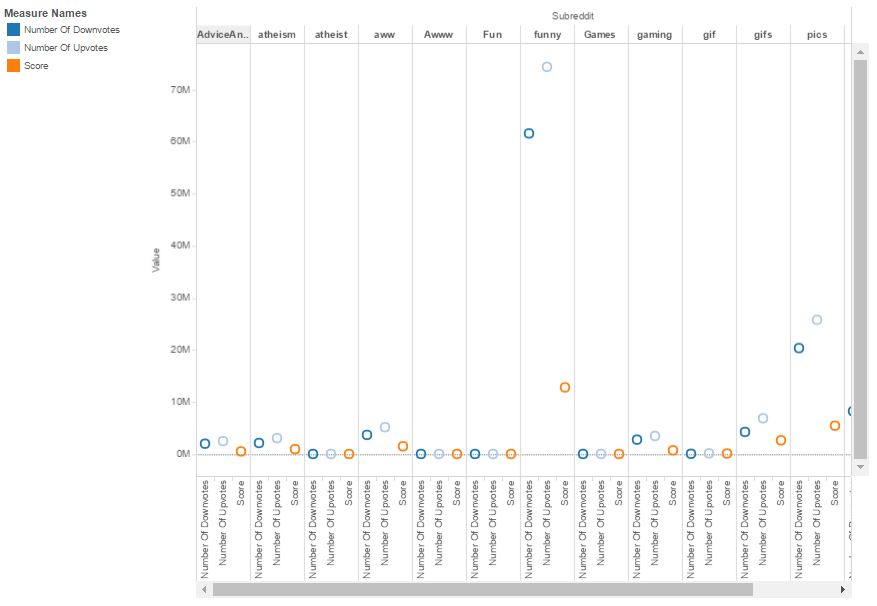 Measure Names
Number Of Downvotes
Number Of Upvotes
Score
Subreddit
AdviceAn.. atheism atheist aww Awww Fun funny Games gaming gif gifs pics
Value
70M
60M
50M
40M
30M
20M
10M
0M
Number Of Downvotes
Number Of Upvotes
Score
Number Of Downvotes
Number Of Upvotes
Score
Number Of Downvotes
Number Of Upvotes
Score
Number Of Downvotes
Number Of Upvotes
Score
Number Of Downvotes
Number Of Upvotes
Score
Number Of Downvotes
Number Of Upvotes
Score
Number Of Downvotes
Number Of Upvotes
Score
Number Of Downvotes
Number Of Upvotes
Score
Number Of Downvotes
Number Of Upvotes
Score
Number Of Downvotes
Number Of Upvotes
Score
Number Of Downvotes
Number Of Upvotes
Score
Number Of Downvotes
Number Of Upvotes
Score